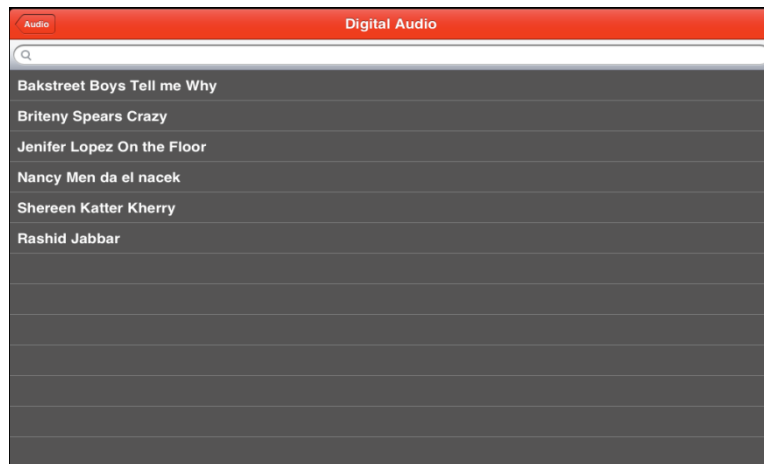 Audio
Digital Audio
Bakstreet Boys Tell me Why
Briteny Spears Crazy
Jenifer Lopez On the Floor
Nancy Men da el nacek
Shereen Katter Kherry
Rashid Jabbar